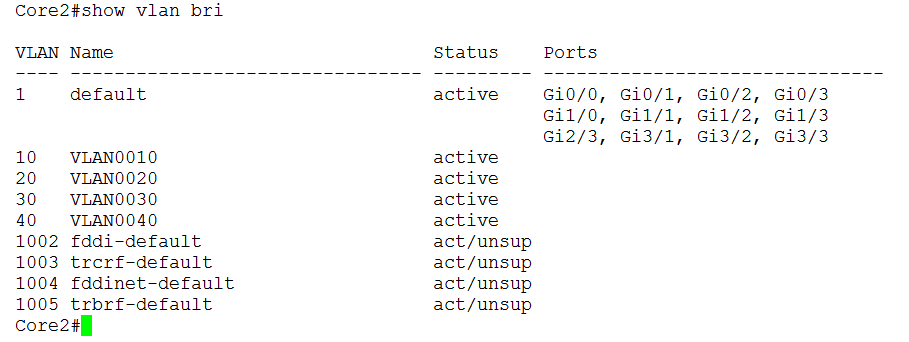 Core2#show vlan bri
VLAN Name                             Status    Ports
---- -------------------------------- --------- -------------------------------
1    default                          active    Gi0/0, Gi0/1, Gi0/2, Gi0/3
                                                Gi1/0, Gi1/1, Gi1/2, Gi1/3
                                                Gi2/3, Gi3/1, Gi3/2, Gi3/3
10   VLAN0010                         active
20   VLAN0020                         active
30   VLAN0030                         active
40   VLAN0040                         active
1002 fddi-default                     act/unsup
1003 trcrf-default                    act/unsup
1004 fddinet-default                  act/unsup
1005 trbrf-default                    act/unsup
Core2#